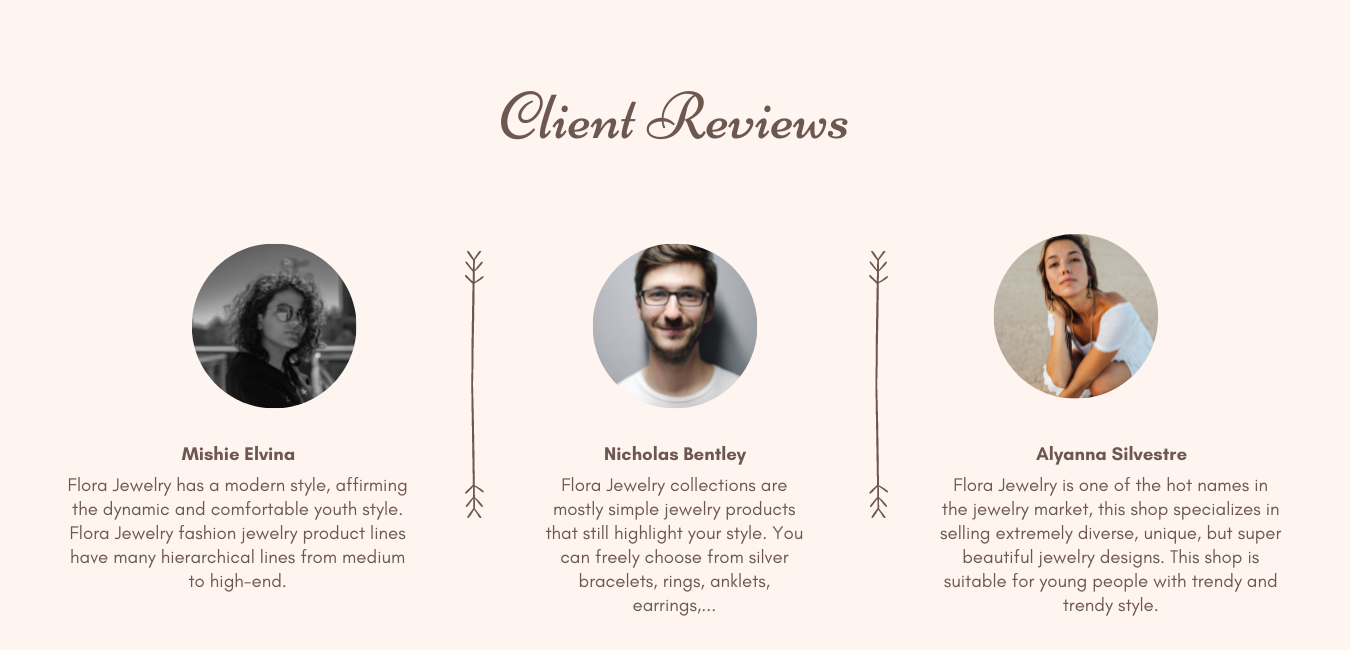 Client Reviews
Mishie Elvina
Flora Jewelry has a modern style, affirming
the dynamic and comfortable youth style.
Flora Jewelry fashion jewelry product lines
have many hierarchical lines from medium
to high-end.
Nicholas Bentley
Flora Jewelry collections are
mostly simple jewelry products
that still highlight your style. You
can freely choose from silver
bracelets, rings, anklets,
earrings,...
Alyanna Silvestre
Flora Jewelry is one of the hot names in
the jewelry market, this shop specializes in
selling extremely diverse, unique, but super
beautiful jewelry designs. This shop is
suitable for young people with trendy and
trendy style.